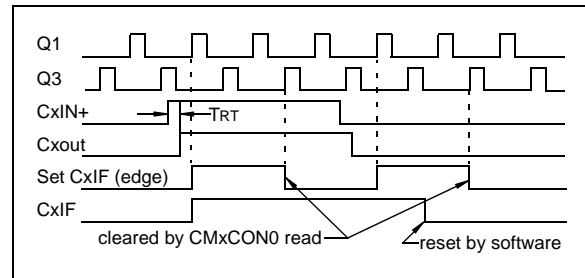 Q1
Q3
CxIN+
TRT
Cxout
Set CxIF (edge)
CxIF
cleared by CMxCON0 read
reset by software